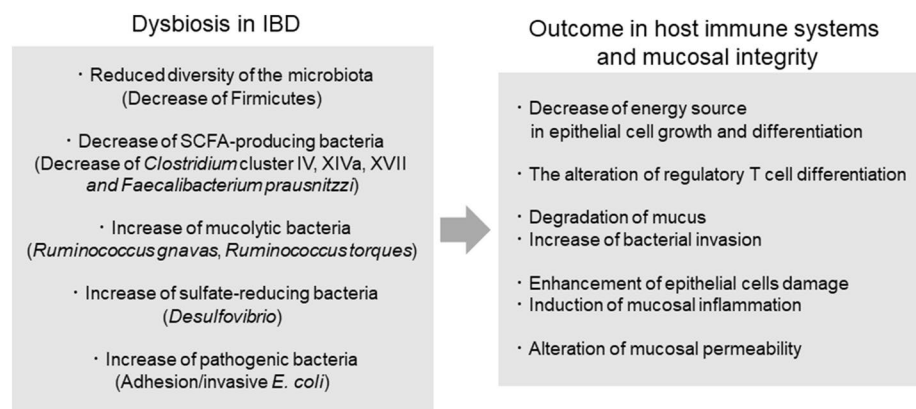 Dysbiosis in IBD
・Reduced diversity of the microbiota
(Decrease of Firmicutes)
・Decrease of SCFA-producing bacteria
(Decrease of Clostridium cluster IV, XIVa, XVII
and Faecalibacterium prausnitzzi)
・Increase of mucolytic bacteria
(Ruminococcus gnavas, Ruminococcus torques)
・Increase of sulfate-reducing bacteria
(Desulfovibrio)
・Increase of pathogenic bacteria
(Adhesion/invasive E. coli)
Outcome in host immune systems
and mucosal integrity
・Decrease of energy source
in epithelial cell growth and differentiation
・The alteration of regulatory T cell differentiation
・Degradation of mucus
・Increase of bacterial invasion
・Enhancement of epithelial cells damage
・Induction of mucosal inflammation
・Alteration of mucosal permeability